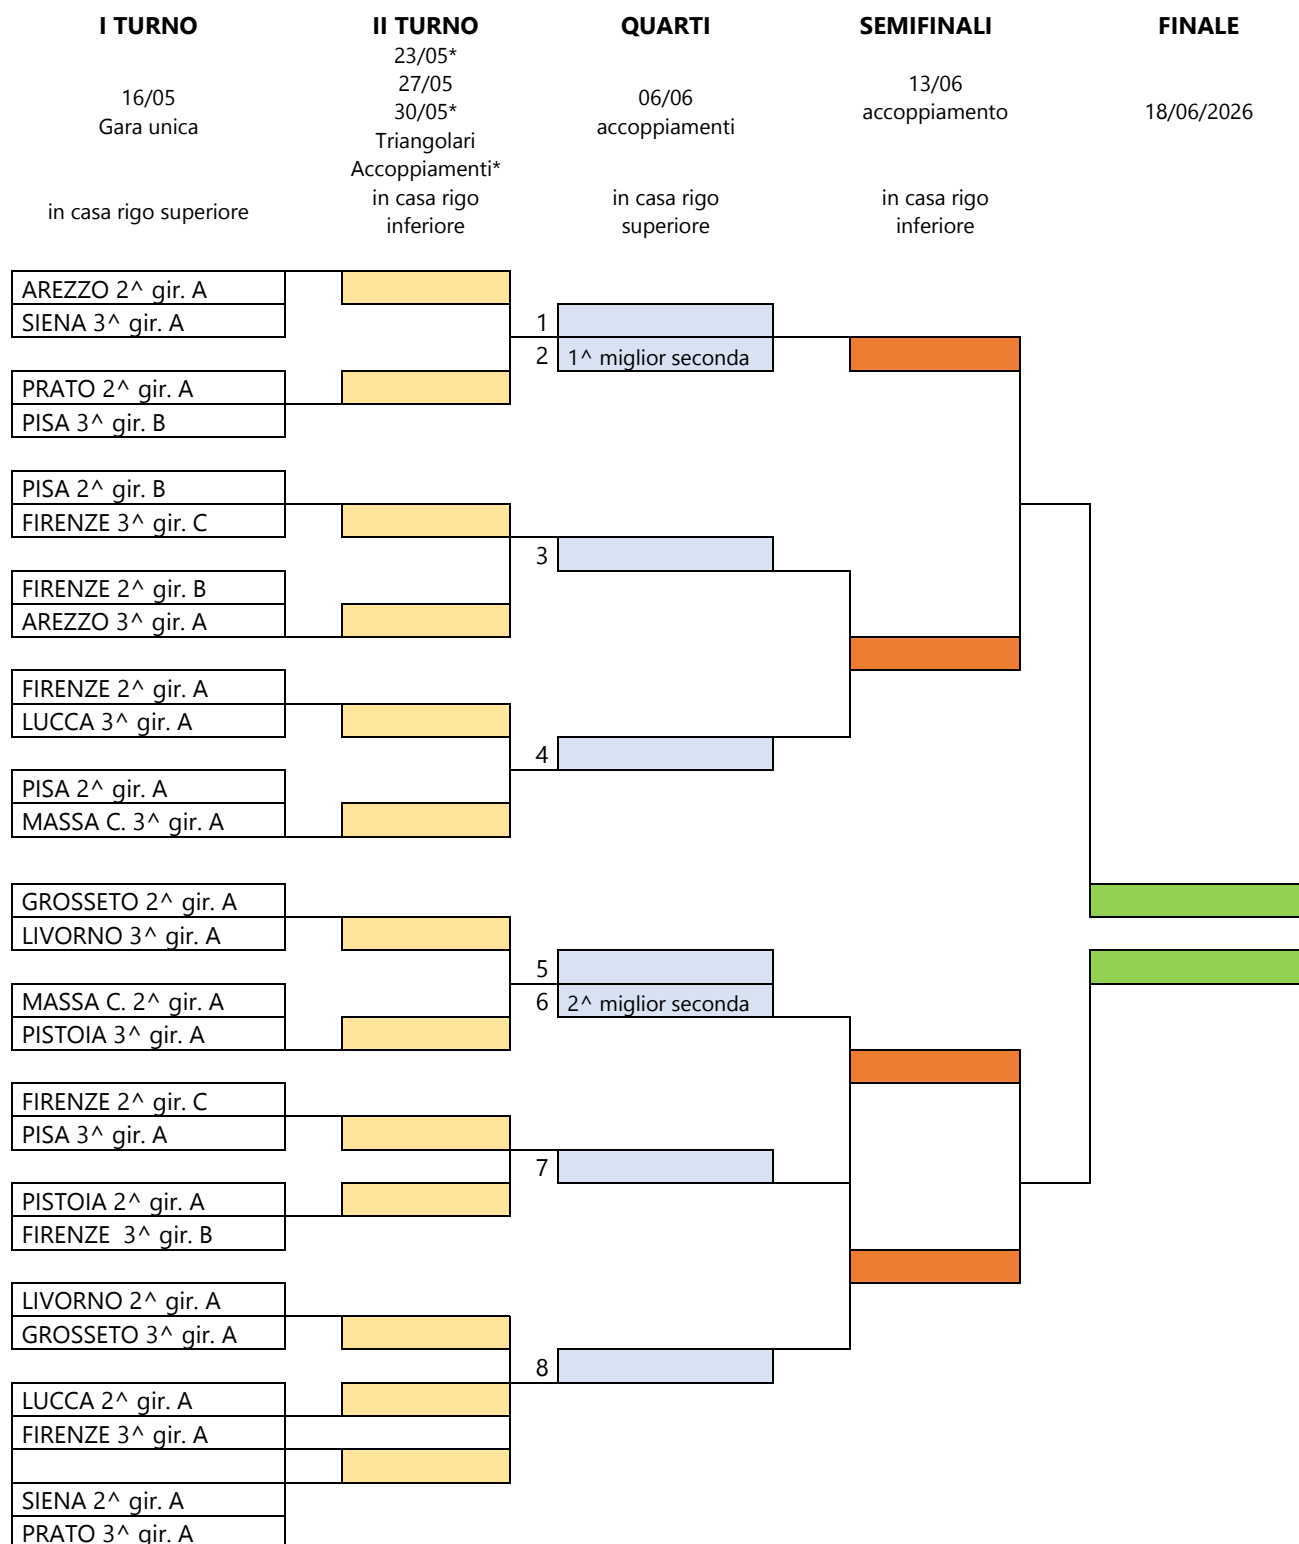 I TURNO
16/05
Gara unica
in casa rigo superiore
II TURNO
23/05*
27/05
30/05*
Triangolari
Accoppiamenti*
in casa rigo
inferiore
QUARTI
06/06
accoppiamenti
in casa rigo
superiore
SEMIFINALI
13/06
accoppiamento
in casa rigo
inferiore
FINALE
18/06/2026
AREZZO 2^ gir. A
SIENA 3^ gir. A
PRATO 2^ gir. A
PISA 3^ gir. B
PISA 2^ gir. B
FIRENZE 3^ gir. C
FIRENZE 2^ gir. B
AREZZO 3^ gir. A
FIRENZE 2^ gir. A
LUCCA 3^ gir. A
PISA 2^ gir. A
MASSA C. 3^ gir. A
GROSSETO 2^ gir. A
LIVORNO 3^ gir. A
MASSA C. 2^ gir. A
PISTOIA 3^ gir. A
FIRENZE 2^ gir. C
PISA 3^ gir. A
PISTOIA 2^ gir. A
FIRENZE  3^ gir. B
LIVORNO 2^ gir. A
GROSSETO 3^ gir. A
LUCCA 2^ gir. A
FIRENZE 3^ gir. A
SIENA 2^ gir. A
PRATO 3^ gir. A
1
2 1^ miglior seconda
3
4
5
6 2^ miglior seconda
7
8